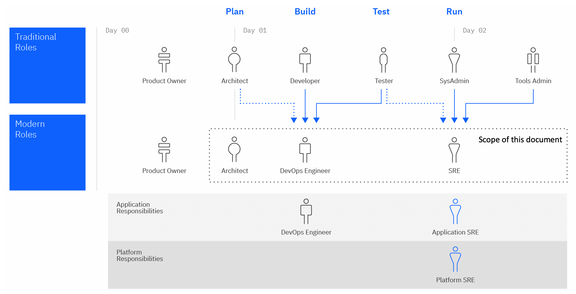 Plan Build Test Run
Day 00 Day 01 Day 02
Traditional
Roles
Product Owner Architect Developer Tester SysAdmin Tools Admin
Modern
Roles
Scope of this document
Product Owner Architect DevOps Engineer SRE
Application
Responsibilities
DevOps Engineer Application SRE
Platform
Responsibilities
Platform SRE